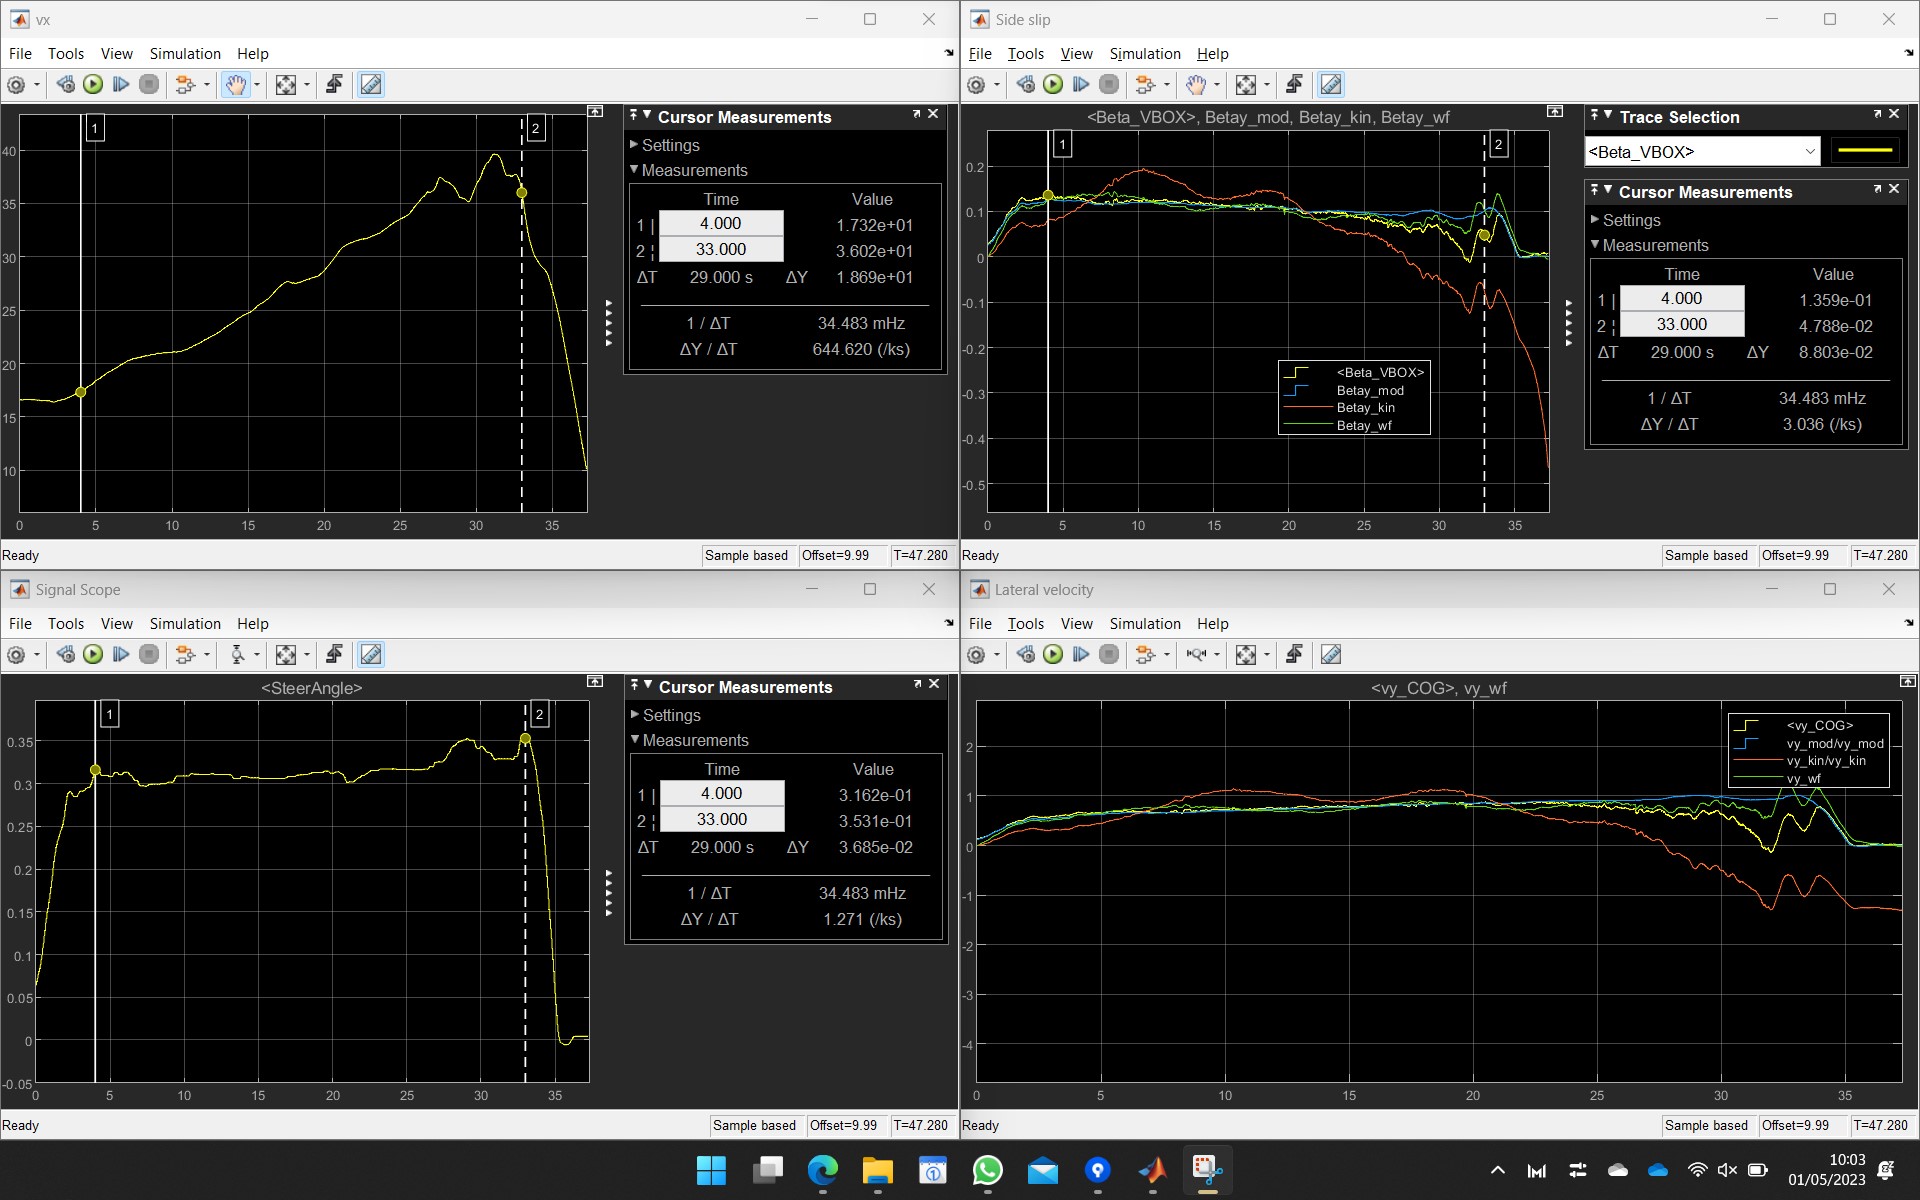 vx
File Tools View Simulation Help
1
2
40
35
30
25
20
15
10
0 5 10 15 20 25 30 35
Cursor Measurements
Settings
Measurements
Time Value
1 | 4.000 1.732e+01
2 ¦ 33.000 3.602e+01
ΔT 29.000 s ΔY 1.869e+01
1 / ΔT 34.483 mHz
ΔY / ΔT 644.620 (/ks)
Ready
Sample based Offset=9.99 T=47.280
Side slip
File Tools View Simulation Help
<Beta_VBOX>, Betay_mod, Betay_kin, Betay_wf
1
2
0.2
0.1
0
-0.1
-0.2
-0.3
-0.4
-0.5
<Beta_VBOX>
Betay_mod
Betay_kin
Betay_wf
0 5 10 15 20 25 30 35
Trace Selection
<Beta_VBOX>
Cursor Measurements
Settings
Measurements
Time Value
1 | 4.000 1.359e-01
2 ¦ 33.000 4.788e-02
ΔT 29.000 s ΔY 8.803e-02
1 / ΔT 34.483 mHz
ΔY / ΔT 3.036 (/ks)
Ready
Sample based Offset=9.99 T=47.280
Signal Scope
File Tools View Simulation Help
<SteerAngle>
1
2
0.35
0.3
0.25
0.2
0.15
0.1
0.05
0
-0.05
0 5 10 15 20 25 30 35
Cursor Measurements
Settings
Measurements
Time Value
1 | 4.000 3.162e-01
2 ¦ 33.000 3.531e-01
ΔT 29.000 s ΔY 3.685e-02
1 / ΔT 34.483 mHz
ΔY / ΔT 1.271 (/ks)
Ready
Sample based Offset=9.99 T=47.280
Lateral velocity
File Tools View Simulation Help
<vy_COG>, vy_wf
<vy_COG>
vy_mod/vy_mod
vy_kin/vy_kin
vy_wf
2
1
0
-1
-2
-3
-4
0 5 10 15 20 25 30 35
Ready
Sample based Offset=9.99 T=47.280
10:03
01/05/2023